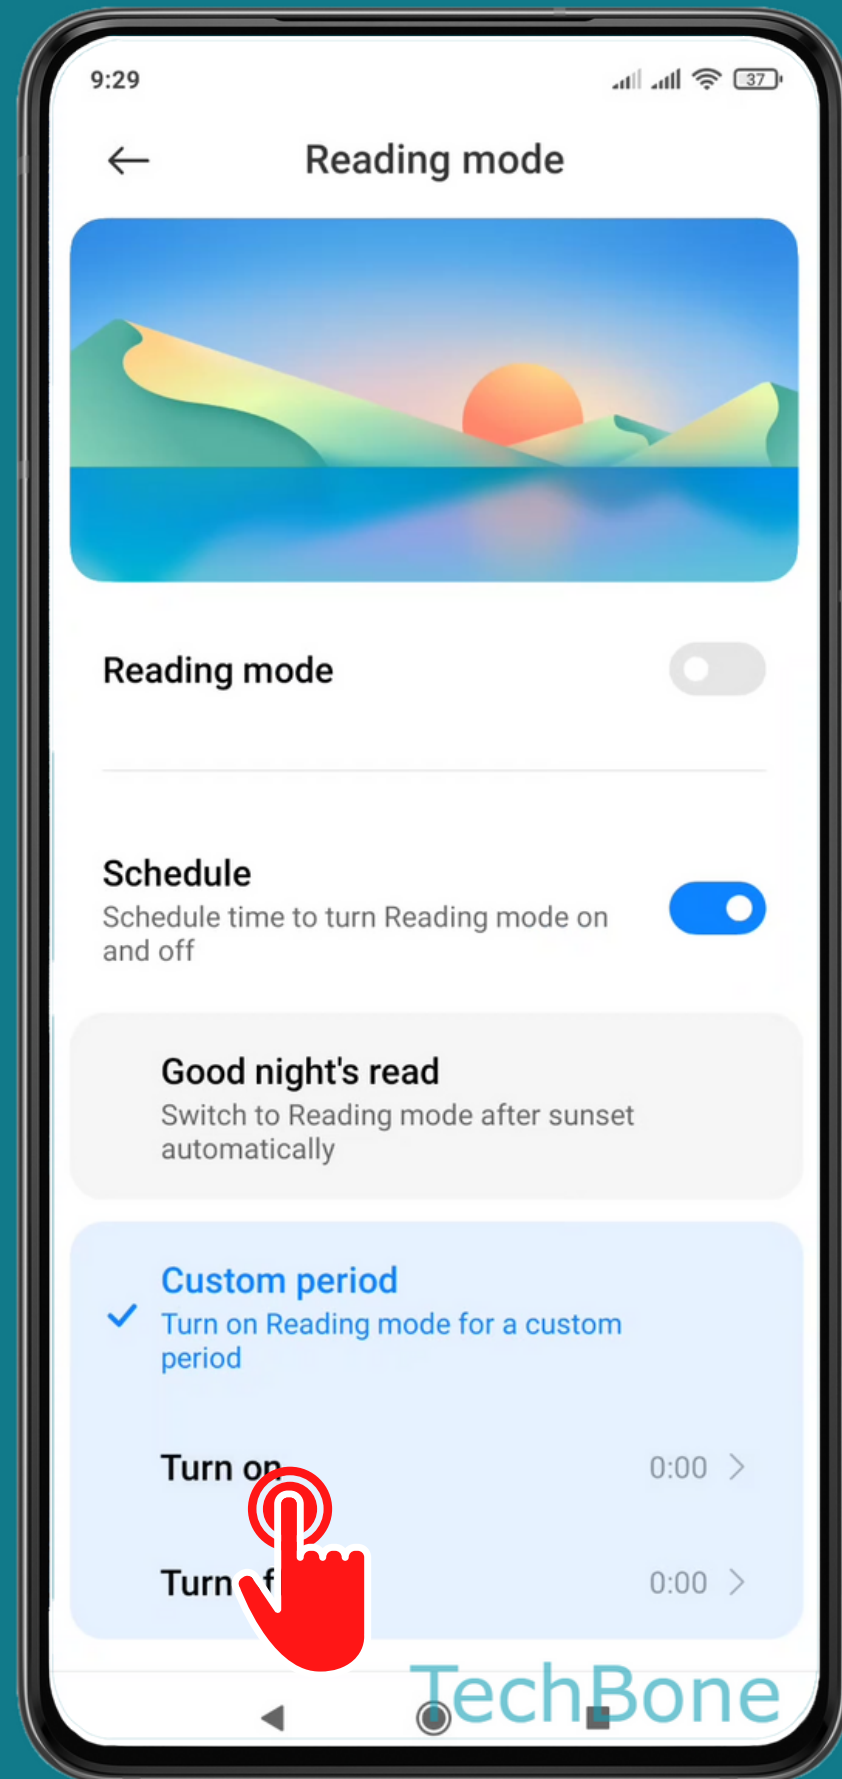 9:29
37
Reading mode
Reading mode
Schedule
Schedule time to turn Reading mode on
and off
Good night's read
Switch to Reading mode after sunset
automatically
Custom period
Turn on Reading mode for a custom
period
Turn on
0:00
Turn
0:00
TechBone